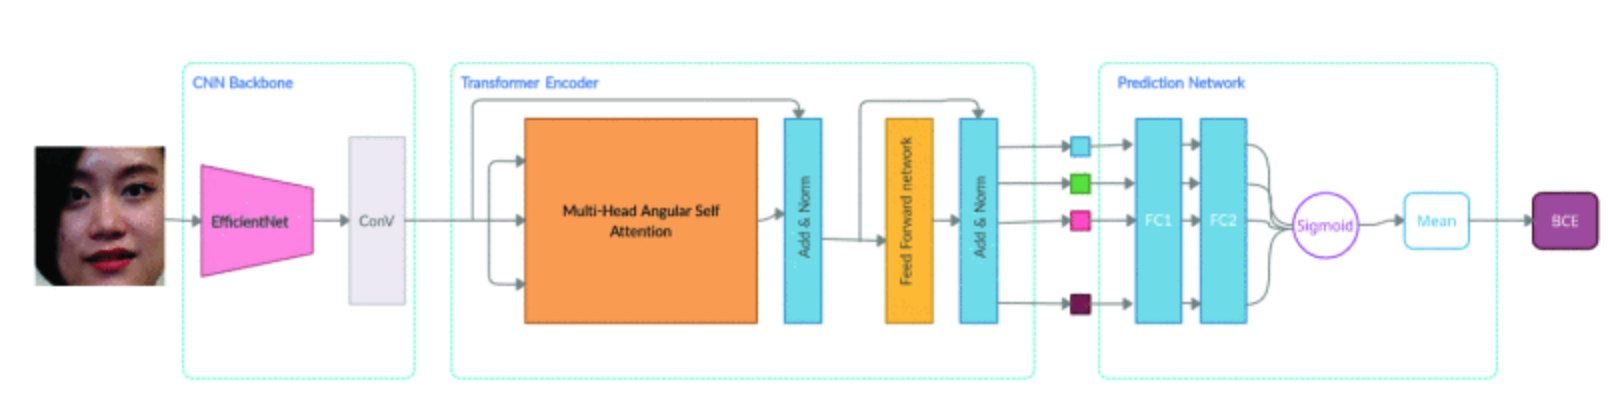 CNN Backbone
EfficientNet
ConV
Transformer Encoder
Multi-Head Angular Self
Attention
Add & Norm
Feed Forward network
Add & Norm
Prediction Network
FC1
FC2
Sigmoid
Mean
BCE